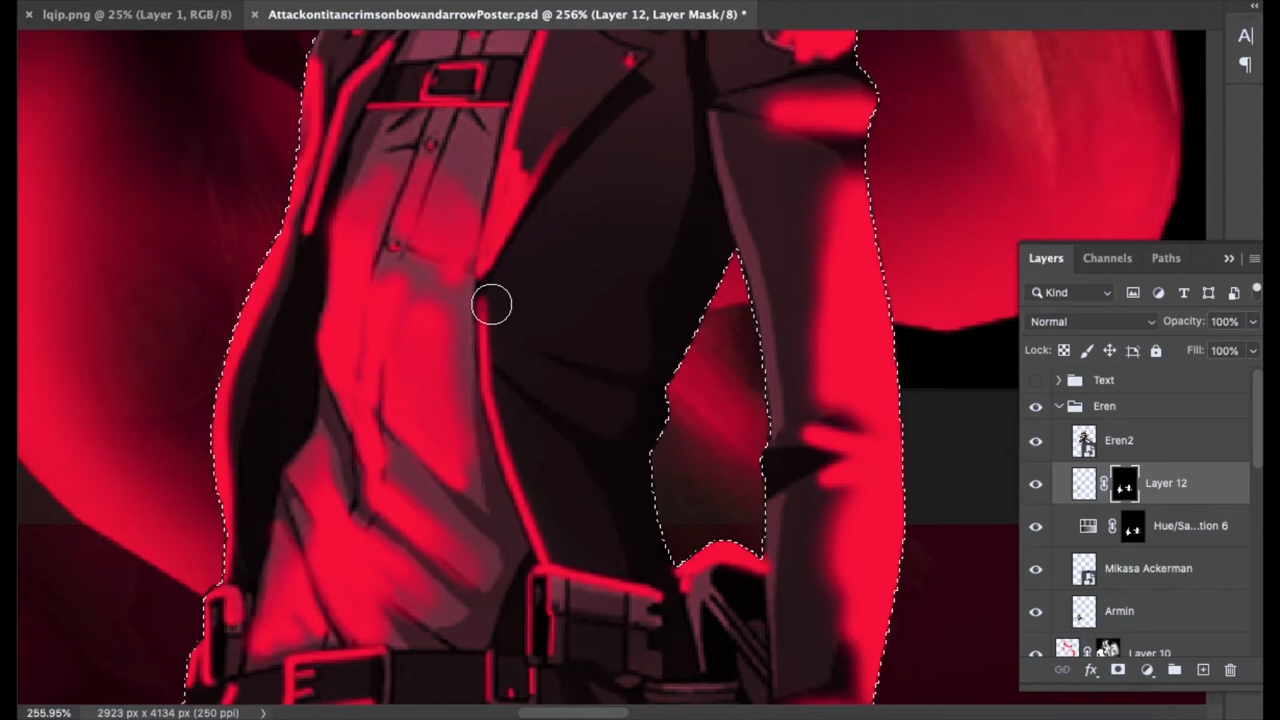 lqip.png @ 25% (Layer 1, RGB/8)
AttackontitancrimsonbowandarrowPoster.psd @ 256% (Layer 12, Layer Mask/8) *
A|
Layers Channels Paths
Kind
Normal Opacity: 100%
Lock: Fill: 100%
Text
Eren
Eren2
Layer 12
Hue/Sa...tion 6
Mikasa Ackerman
Armin
Layer 10
fx
255.95% 2923 px x 4134 px (250 ppi)